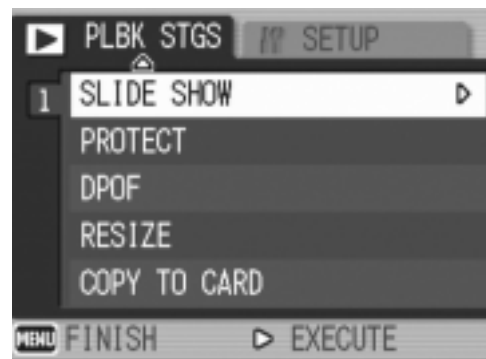 PLBK STGS SETUP
1 SLIDE SHOW
PROTECT
DPOF
RESIZE
COPY TO CARD
MENU FINISH EXECUTE